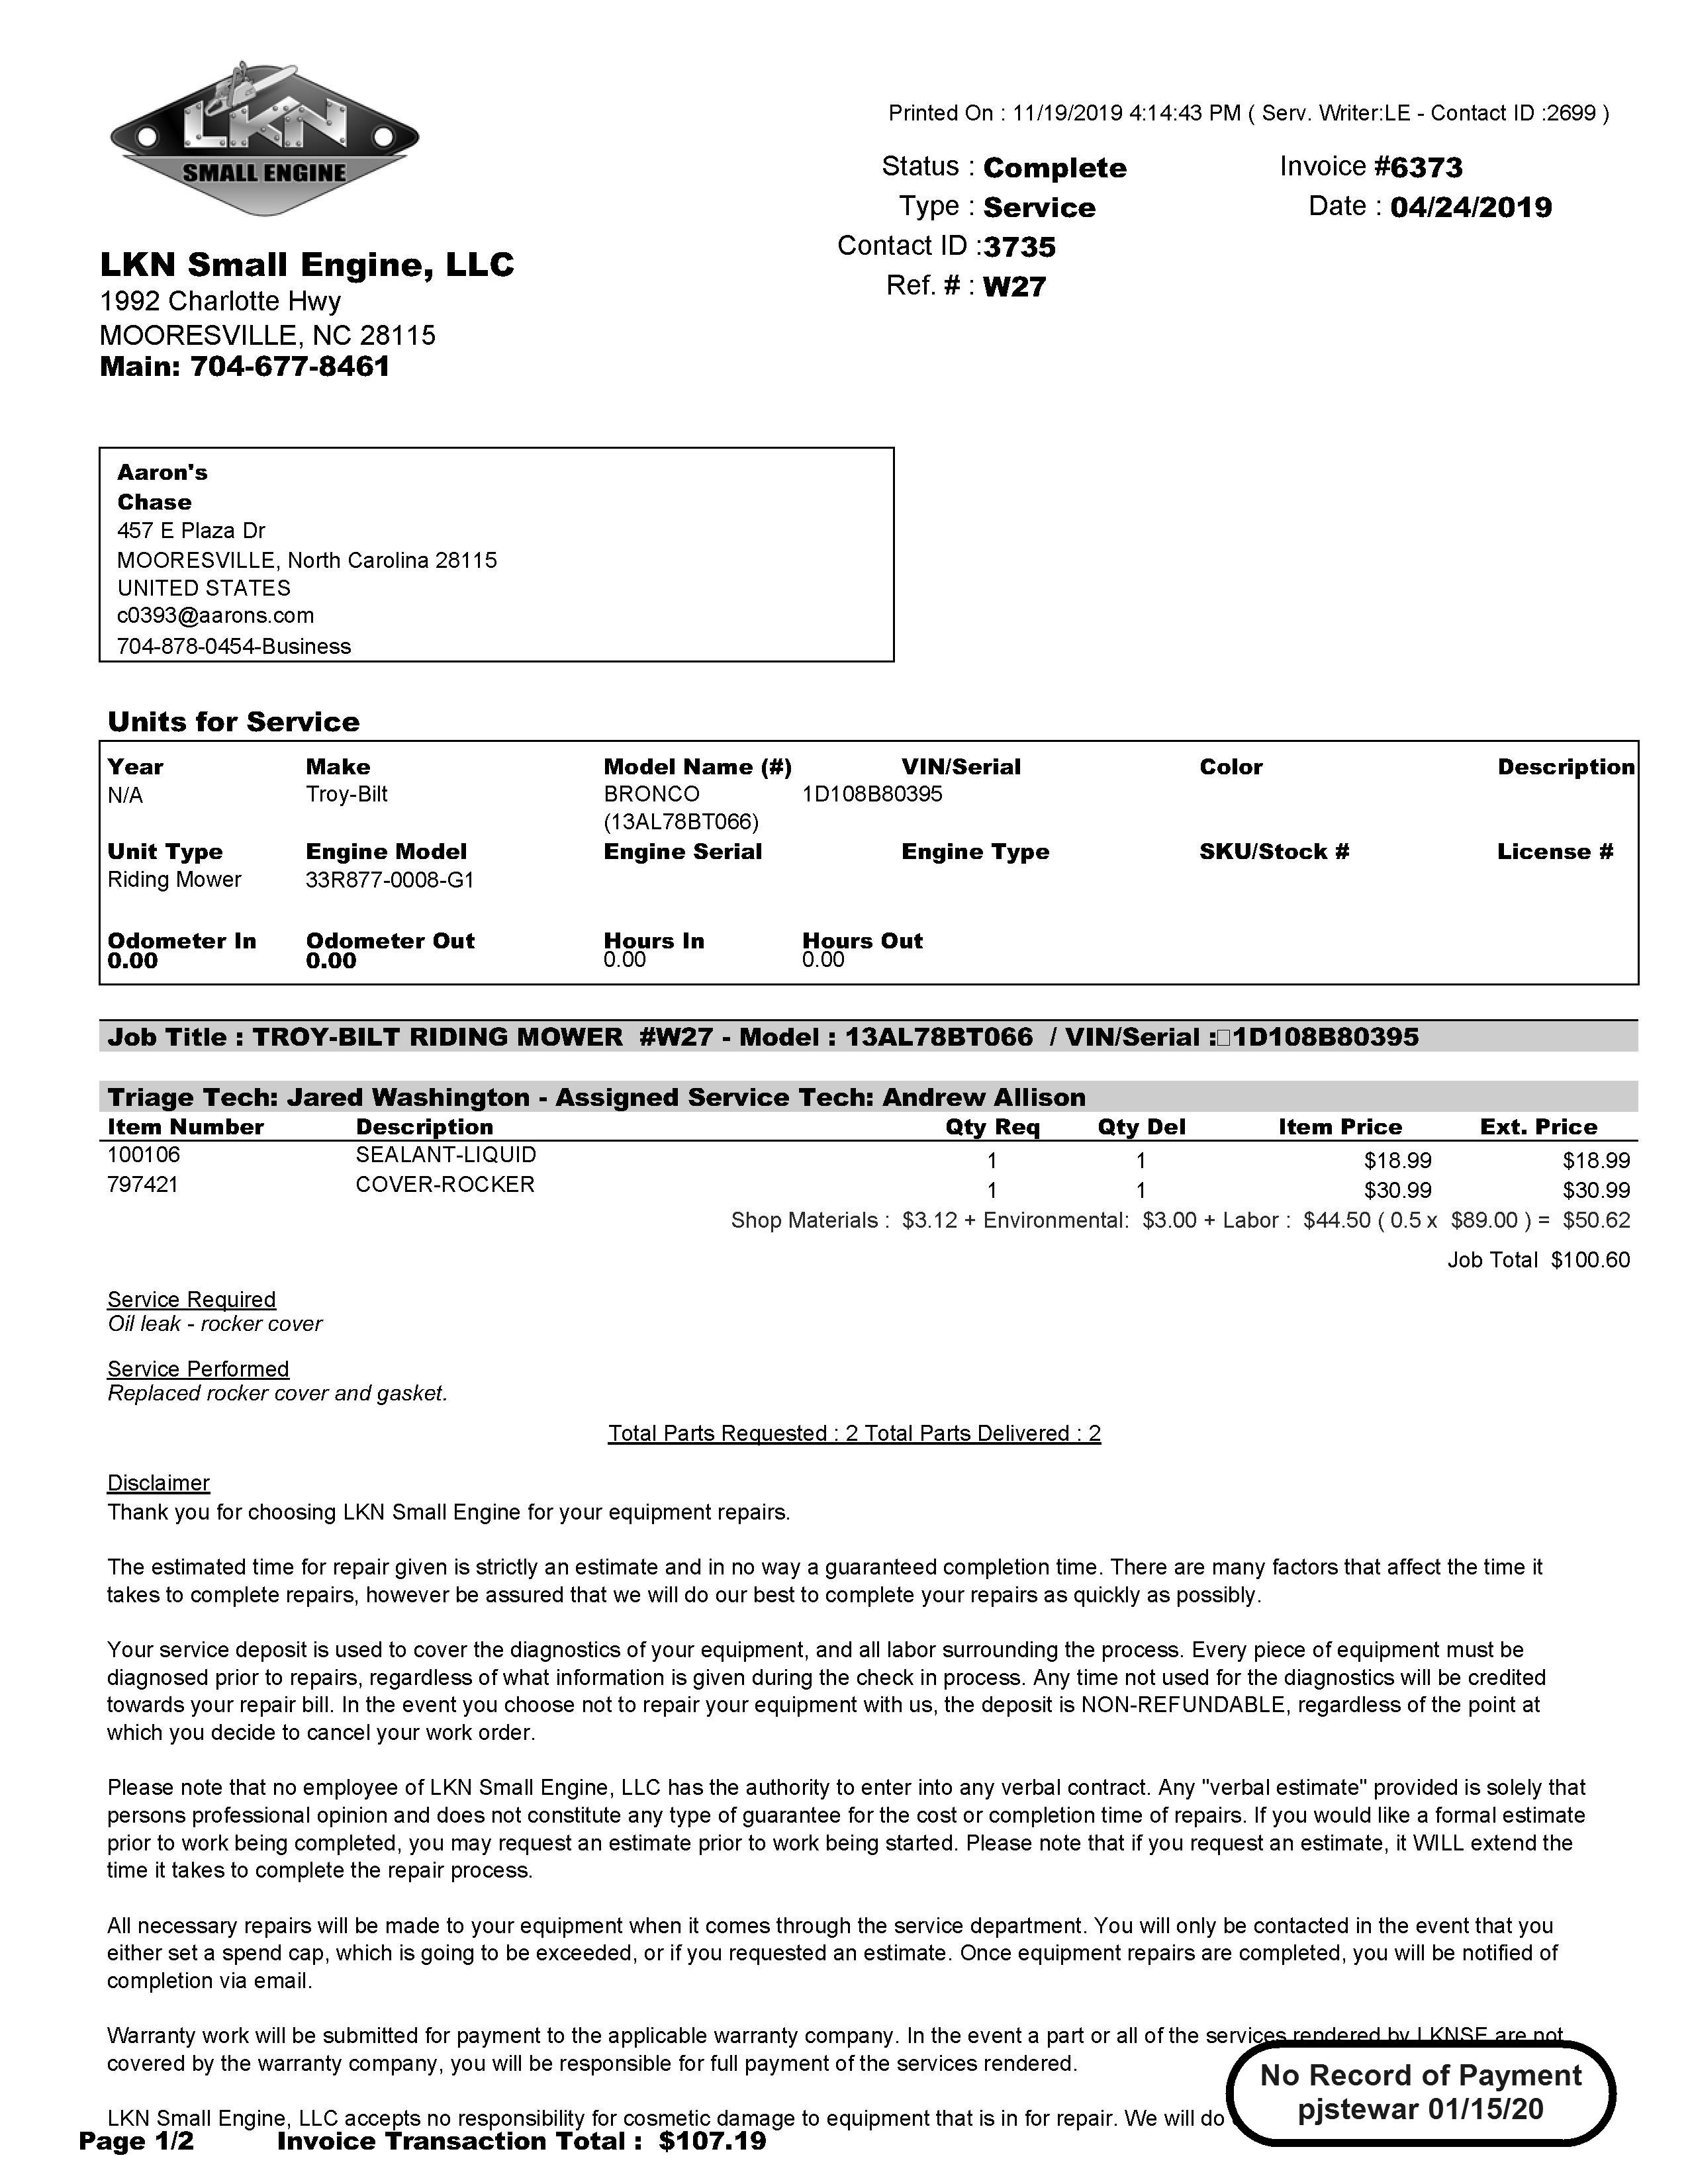 LKN
SMALL ENGINE
Printed On : 11/19/2019 4:14:43 PM ( Serv. Writer:LE - Contact ID :2699 )
Status : Complete Invoice #6373
Type : Service Date : 04/24/2019
Contact ID :3735
Ref. # : W27
LKN Small Engine, LLC
1992 Charlotte Hwy
MOORESVILLE, NC 28115
Main: 704-677-8461
Aaron's
Chase
457 E Plaza Dr
MOORESVILLE, North Carolina 28115
UNITED STATES
c0393@aarons.com
704-878-0454-Business
Units for Service
Year Make Model Name (#) VIN/Serial Color Description
N/A Troy-Bilt BRONCO 1D108B80395
(13AL78BT066)
Unit Type Engine Model Engine Serial Engine Type SKU/Stock # License #
Riding Mower 33R877-0008-G1
Odometer In Odometer Out Hours In Hours Out
0.00 0.00 0.00 0.00
Job Title : TROY-BILT RIDING MOWER #W27 - Model : 13AL78BT066 / VIN/Serial :□1D108B80395
Triage Tech: Jared Washington - Assigned Service Tech: Andrew Allison
Item Number Description Qty Req Qty Del Item Price Ext. Price
100106 SEALANT-LIQUID 1 1 $18.99 $18.99
797421 COVER-ROCKER 1 1 $30.99 $30.99
Shop Materials : $3.12 + Environmental: $3.00 + Labor : $44.50 ( 0.5 x $89.00 ) = $50.62
Job Total $100.60
Service Required
Oil leak - rocker cover
Service Performed
Replaced rocker cover and gasket.
Total Parts Requested : 2 Total Parts Delivered : 2
Disclaimer
Thank you for choosing LKN Small Engine for your equipment repairs.
The estimated time for repair given is strictly an estimate and in no way a guaranteed completion time. There are many factors that affect the time it
takes to complete repairs, however be assured that we will do our best to complete your repairs as quickly as possibly.
Your service deposit is used to cover the diagnostics of your equipment, and all labor surrounding the process. Every piece of equipment must be
diagnosed prior to repairs, regardless of what information is given during the check in process. Any time not used for the diagnostics will be credited
towards your repair bill. In the event you choose not to repair your equipment with us, the deposit is NON-REFUNDABLE, regardless of the point at
which you decide to cancel your work order.
Please note that no employee of LKN Small Engine, LLC has the authority to enter into any verbal contract. Any "verbal estimate" provided is solely that
persons professional opinion and does not constitute any type of guarantee for the cost or completion time of repairs. If you would like a formal estimate
prior to work being completed, you may request an estimate prior to work being started. Please note that if you request an estimate, it WILL extend the
time it takes to complete the repair process.
All necessary repairs will be made to your equipment when it comes through the service department. You will only be contacted in the event that you
either set a spend cap, which is going to be exceeded, or if you requested an estimate. Once equipment repairs are completed, you will be notified of
completion via email.
Warranty work will be submitted for payment to the applicable warranty company. In the event a part or all of the services rendered by LKNSE are not
covered by the warranty company, you will be responsible for full payment of the services rendered.
LKN Small Engine, LLC accepts no responsibility for cosmetic damage to equipment that is in for repair. We will do
No Record of Payment
pjstewar 01/15/20
Page 1/2 Invoice Transaction Total : $107.19